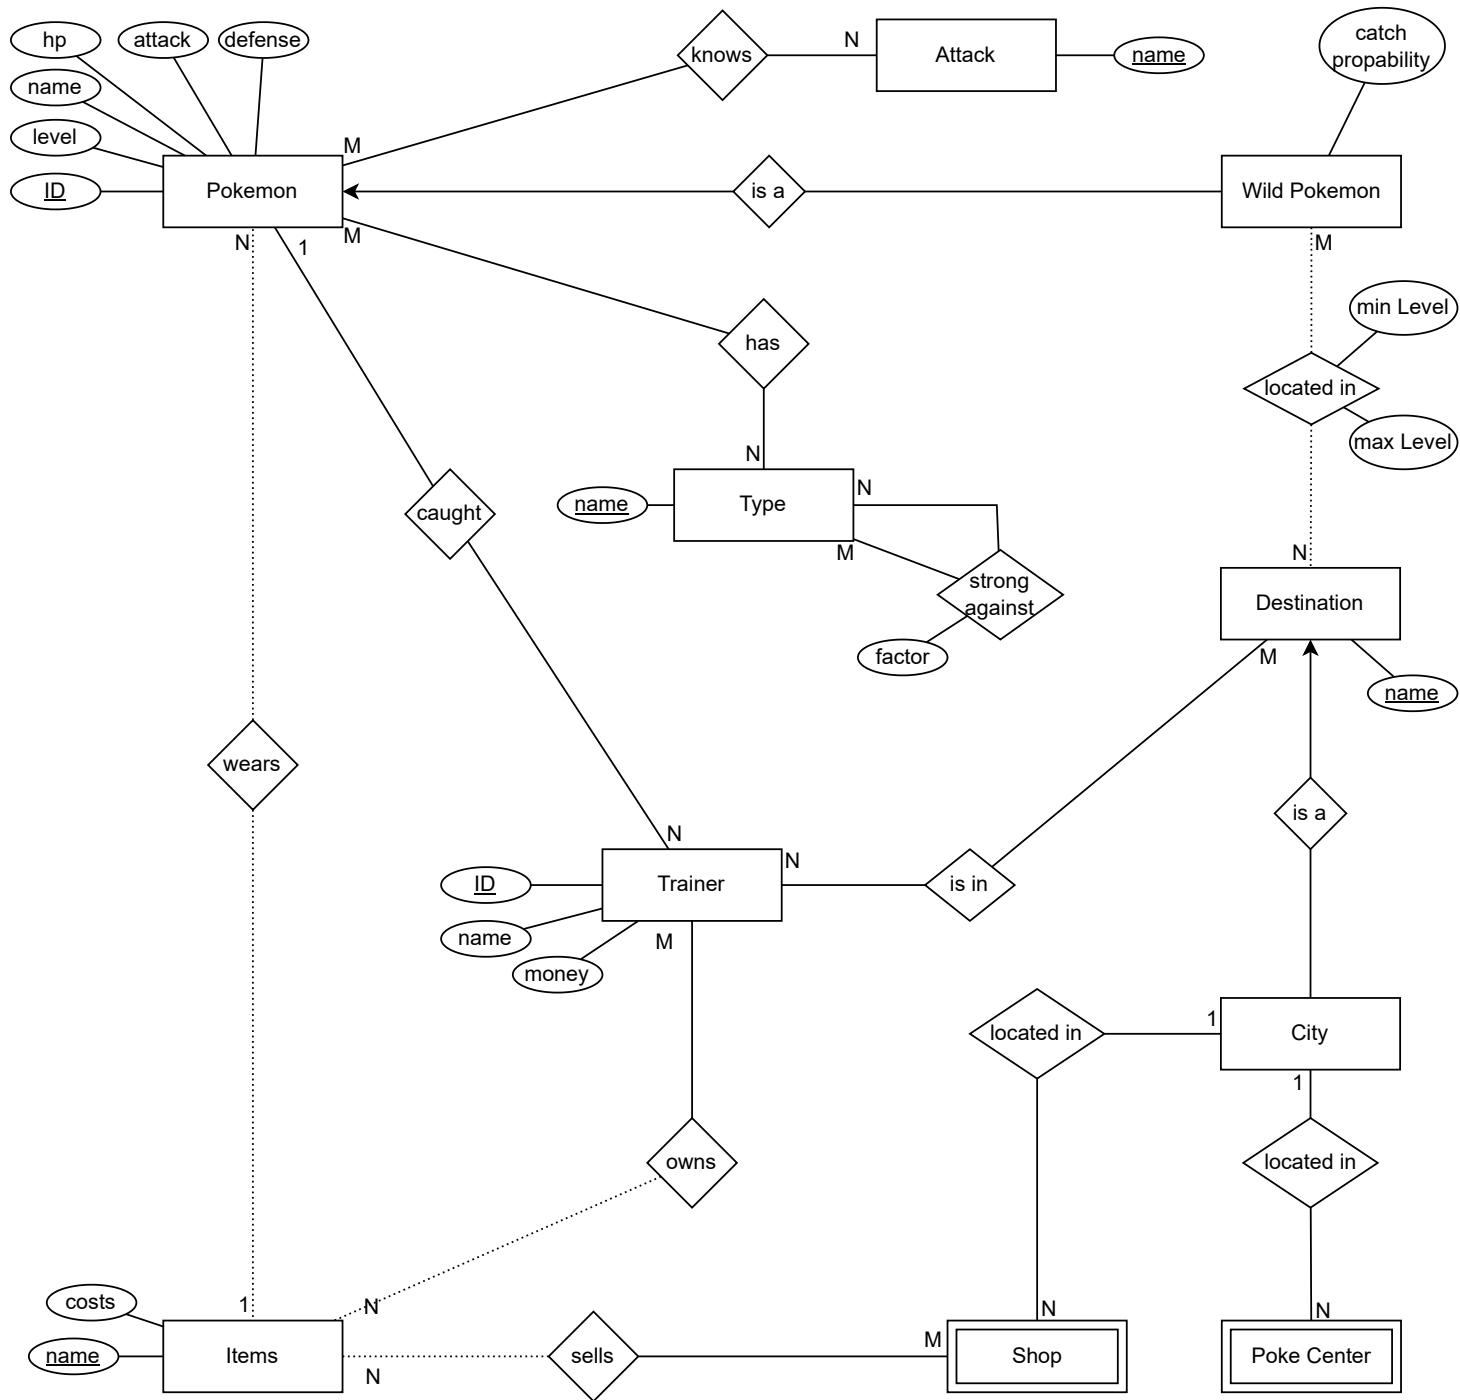 hp
attack
defense
knows
N
Attack
name
catch
propability
name
level
M
ID
Pokemon
is a
Wild Pokemon
N
1
M
M
min Level
has
located in
max Level
N
name
Type
N
caught
M
strong
against
N
Destination
factor
M
name
wears
is a
N
Trainer
N
ID
is in
name
M
money
located in
1
City
1
owns
located in
costs
1
N
N
N
name
Items
N
sells
M
Shop
Poke Center